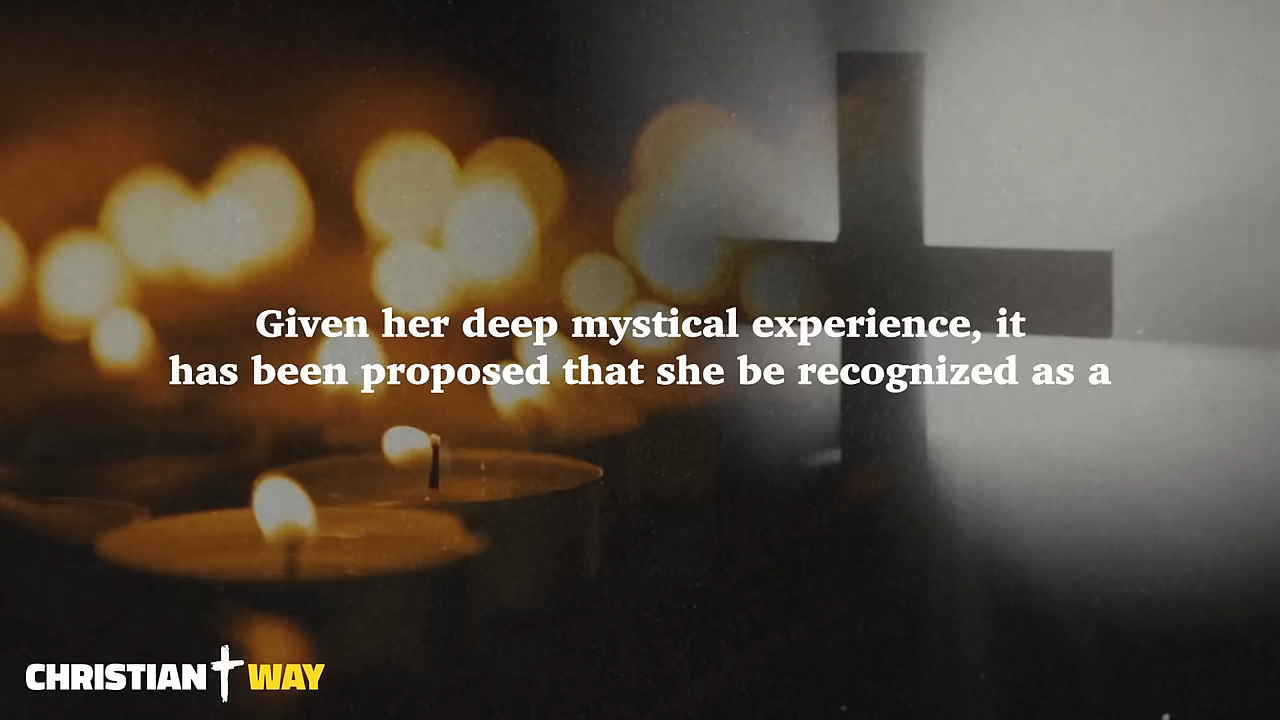 Given her deep mystical experience, it
has been proposed that she be recognized as a
CHRISTIAN WAY